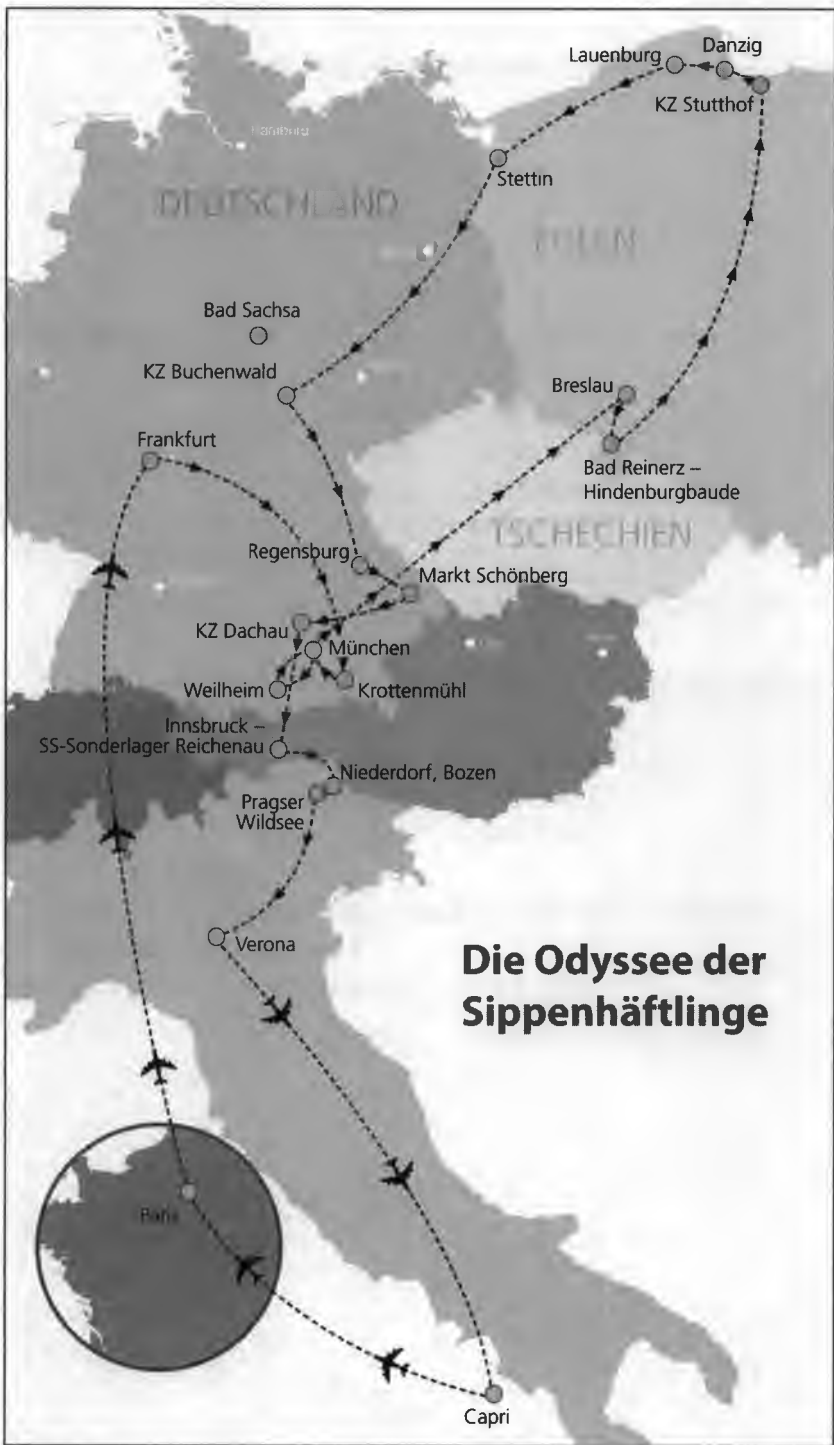 Lauenburg
Danzig
KZ Stutthof
Hamburg
Stettin
DEUTSCHLAND
POLEN
Bad Sachsa
KZ Buchenwald
Breslau
Frankfurt
Bad Reinerz –
Hindenburgbaude
TSCHECHIEN
Regensburg
Markt Schönberg
KZ Dachau
München
Weilheim
Krottenmühl
Innsbruck –
SS-Sonderlager Reichenau
Niederdorf, Bozen
Pragser
Wildsee
Verona
Die Odyssee der
Sippenhäftlinge
Paris
Capri